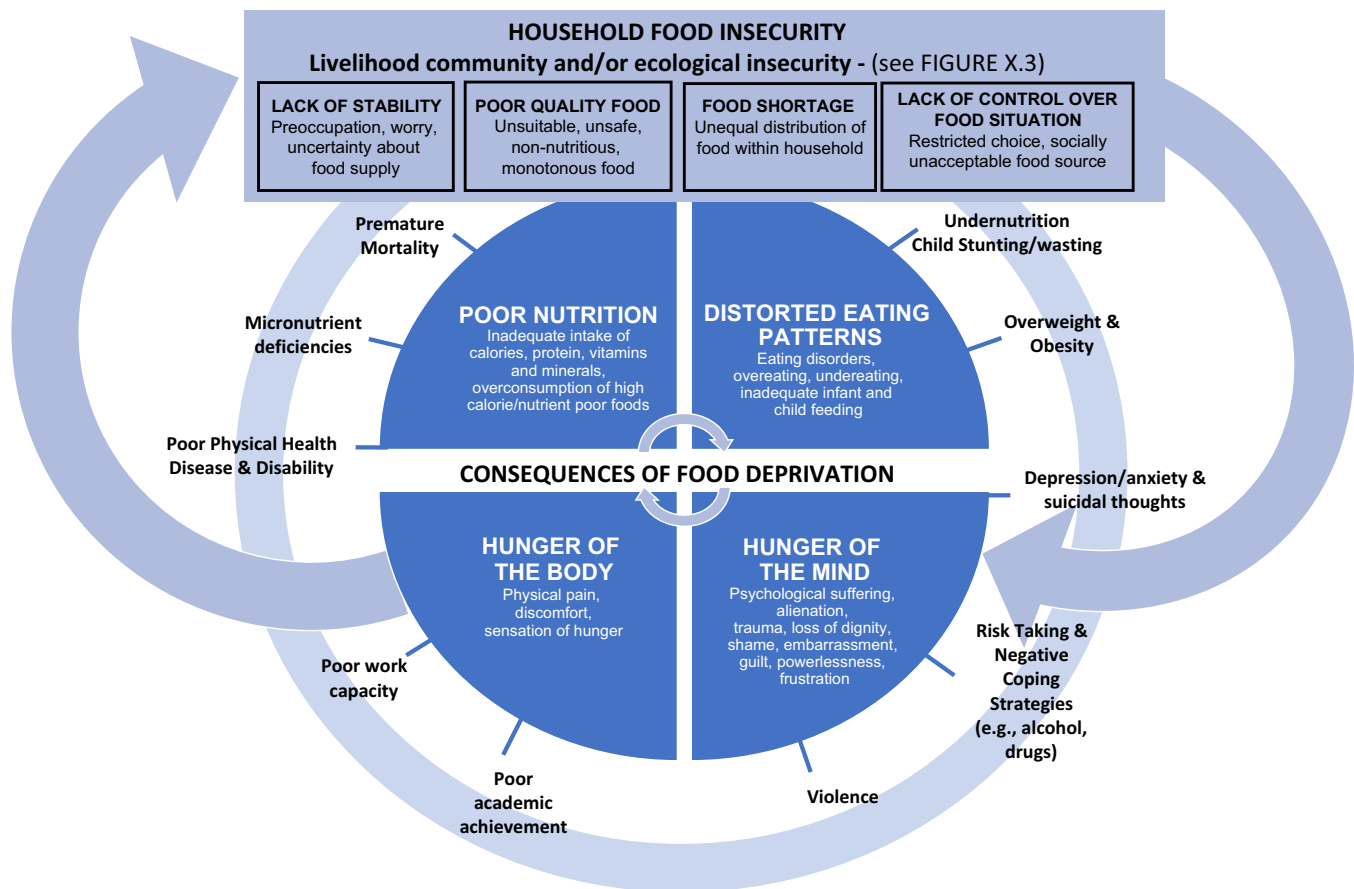 HOUSEHOLD FOOD INSECURITY
Livelihood community and/or ecological insecurity - (see FIGURE X.3)
LACK OF STABILITY
Preoccupation, worry,
uncertainty about
food supply
POOR QUALITY FOOD
Unsuitable, unsafe,
non-nutritious,
monotonous food
FOOD SHORTAGE
Unequal distribution of
food within household
LACK OF CONTROL OVER
FOOD SITUATION
Restricted choice, socially
unacceptable food source
Premature
Mortality
Undernutrition
Child Stunting/wasting
Micronutrient
deficiencies
POOR NUTRITION
Inadequate intake of
calories, protein, vitamins
and minerals,
overconsumption of high
calorie/nutrient poor foods
DISTORTED EATING
PATTERNS
Eating disorders,
overeating, undereating,
inadequate infant and
child feeding
Overweight &
Obesity
Poor Physical Health
Disease & Disability
CONSEQUENCES OF FOOD DEPRIVATION
Depression/anxiety &
suicidal thoughts
HUNGER OF
THE BODY
Physical pain,
discomfort,
sensation of hunger
HUNGER OF
THE MIND
Psychological suffering,
alienation,
trauma, loss of dignity,
shame, embarrassment,
guilt, powerlessness,
frustration
Poor work
capacity
Risk Taking &
Negative
Coping
Strategies
(e.g., alcohol,
drugs)
Poor
academic
achievement
Violence